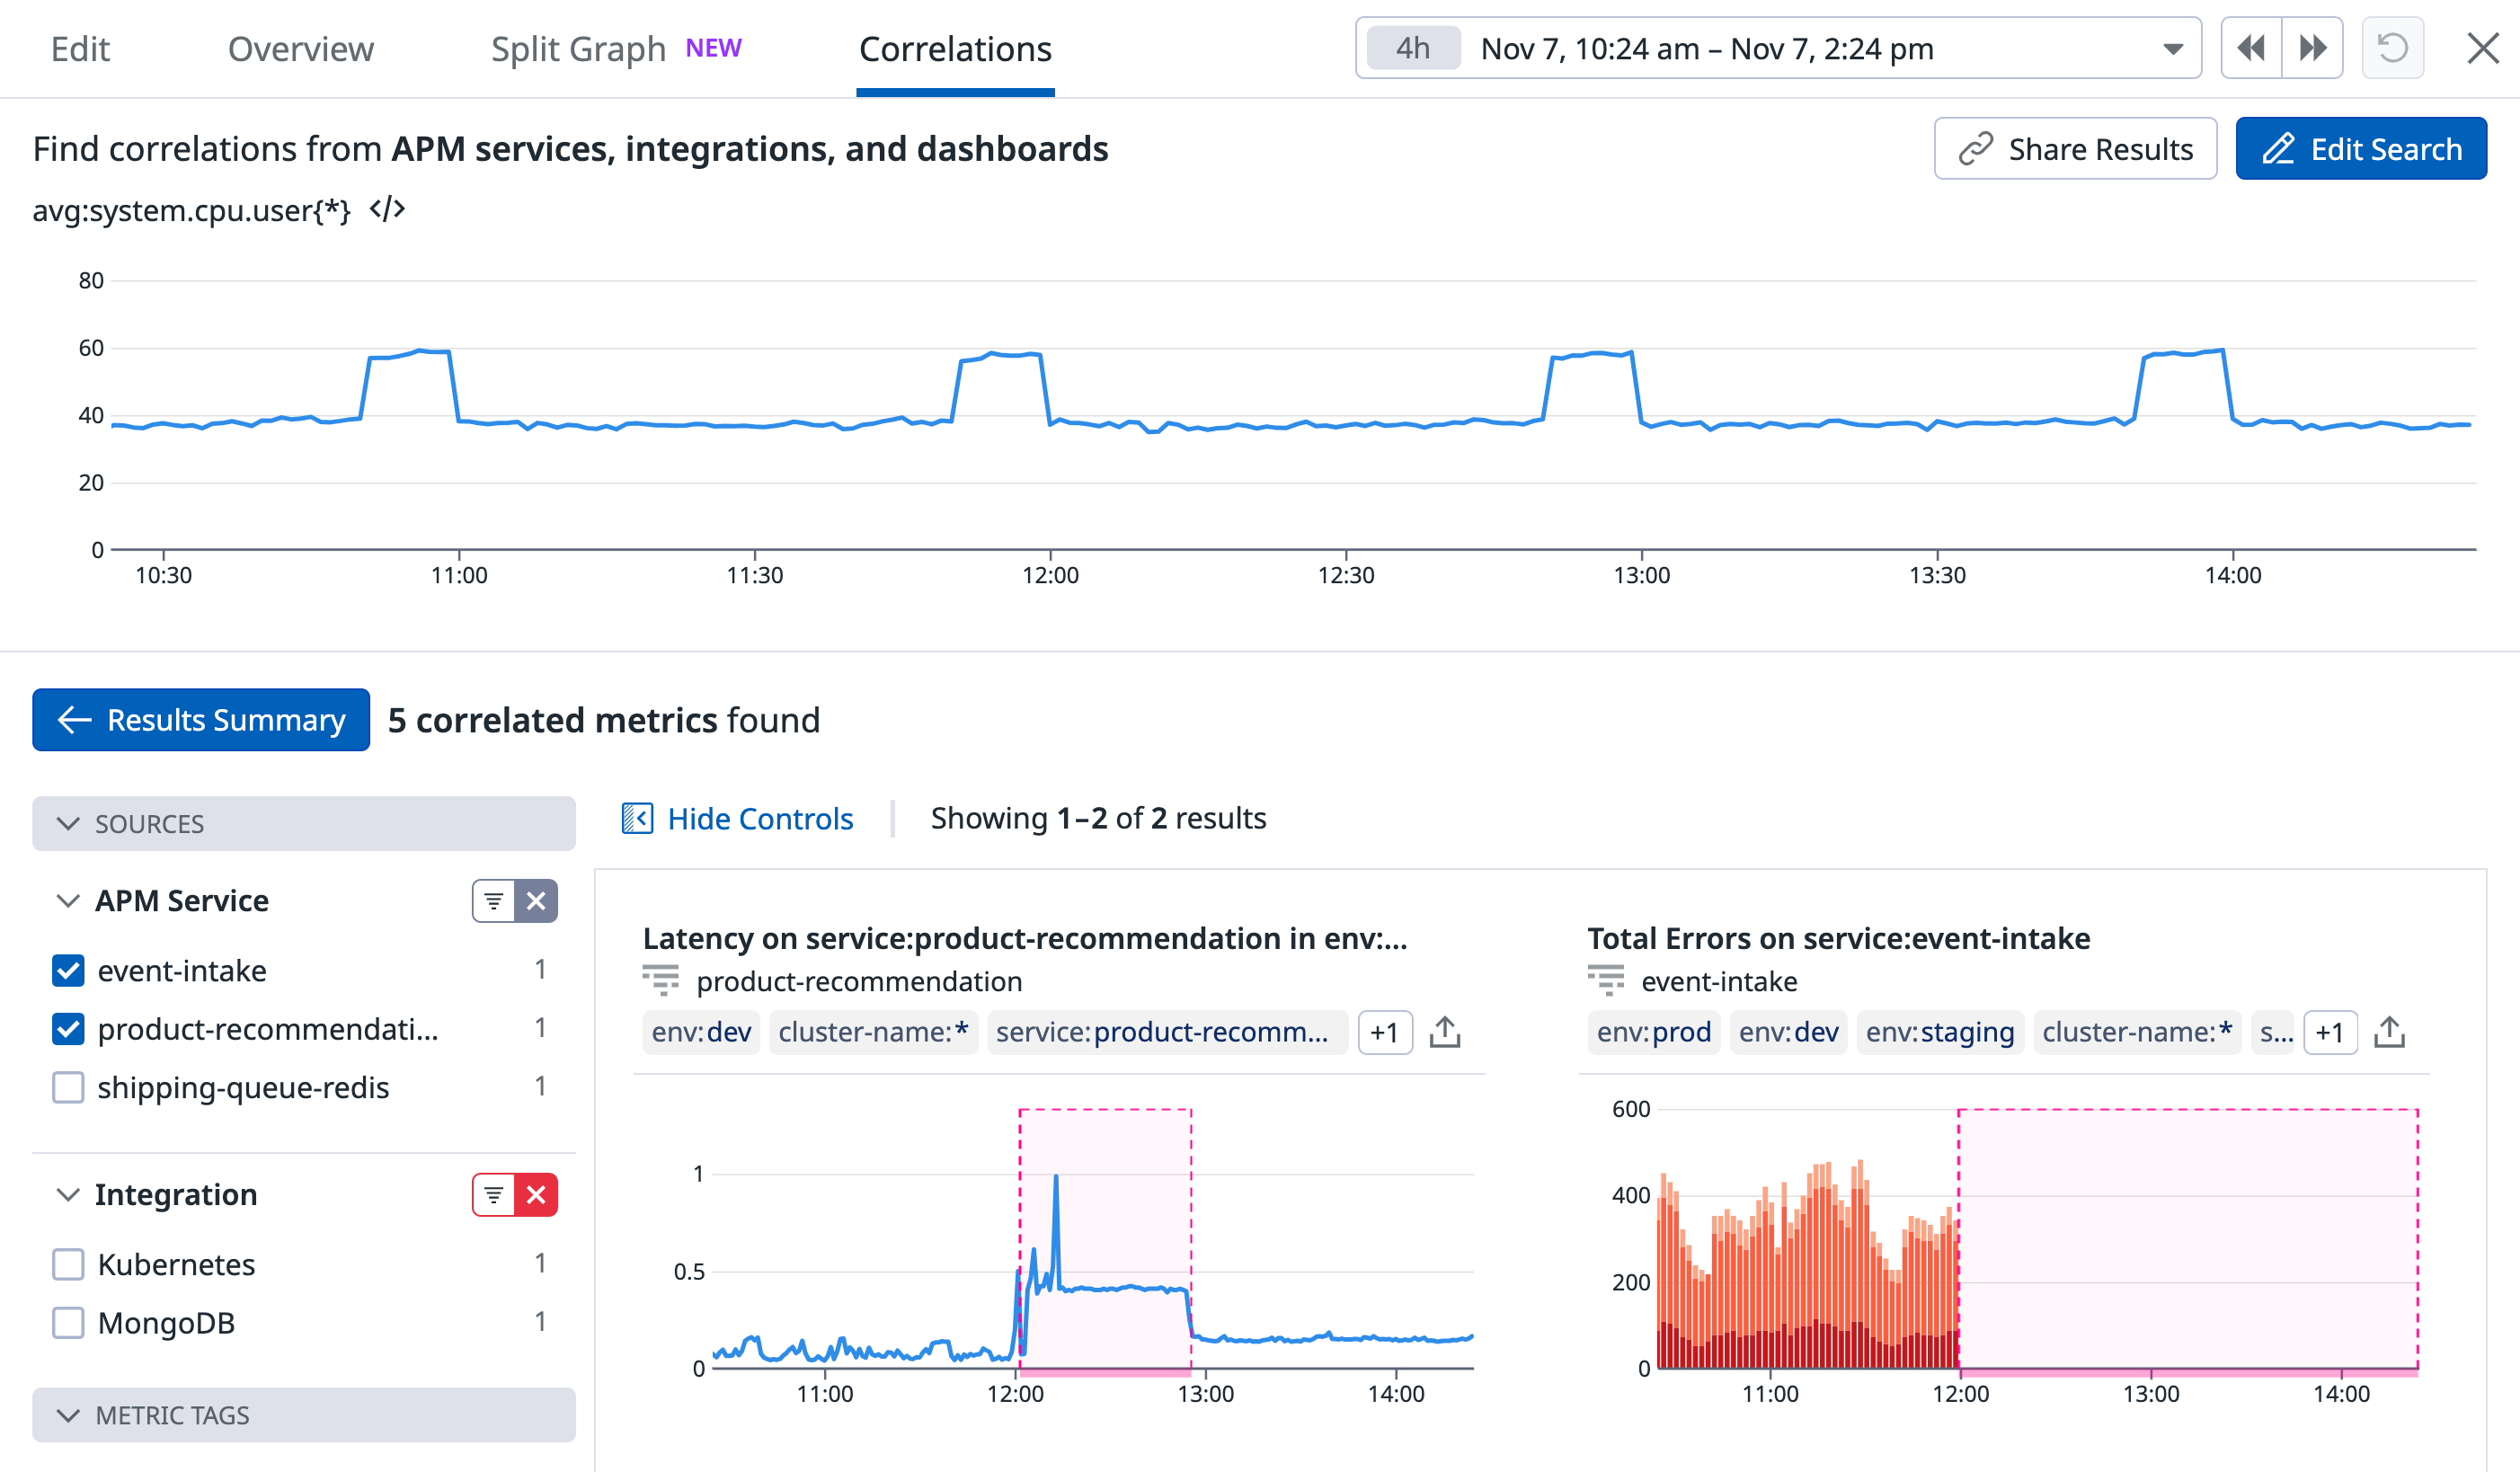 Edit Overview Split Graph NEW Correlations 4h Nov 7, 10:24 am – Nov 7, 2:24 pm
Find correlations from APM services, integrations, and dashboards Share Results Edit Search
avg:system.cpu.user{*} </>
80
60
40
20
0
10:30 11:00 11:30 12:00 12:30 13:00 13:30 14:00
Results Summary 5 correlated metrics found
SOURCES
Hide Controls Showing 1–2 of 2 results
APM Service
event-intake 1
product-recommendati... 1
shipping-queue-redis 1
Integration
Kubernetes 1
MongoDB 1
METRIC TAGS
Latency on service:product-recommendation in env:...
product-recommendation
env:dev cluster-name:* service:product-recomm... +1
1
0.5
0
11:00 12:00 13:00 14:00
Total Errors on service:event-intake
event-intake
env:prod env:dev env:staging cluster-name:* s... +1
600
400
200
0
11:00 12:00 13:00 14:00